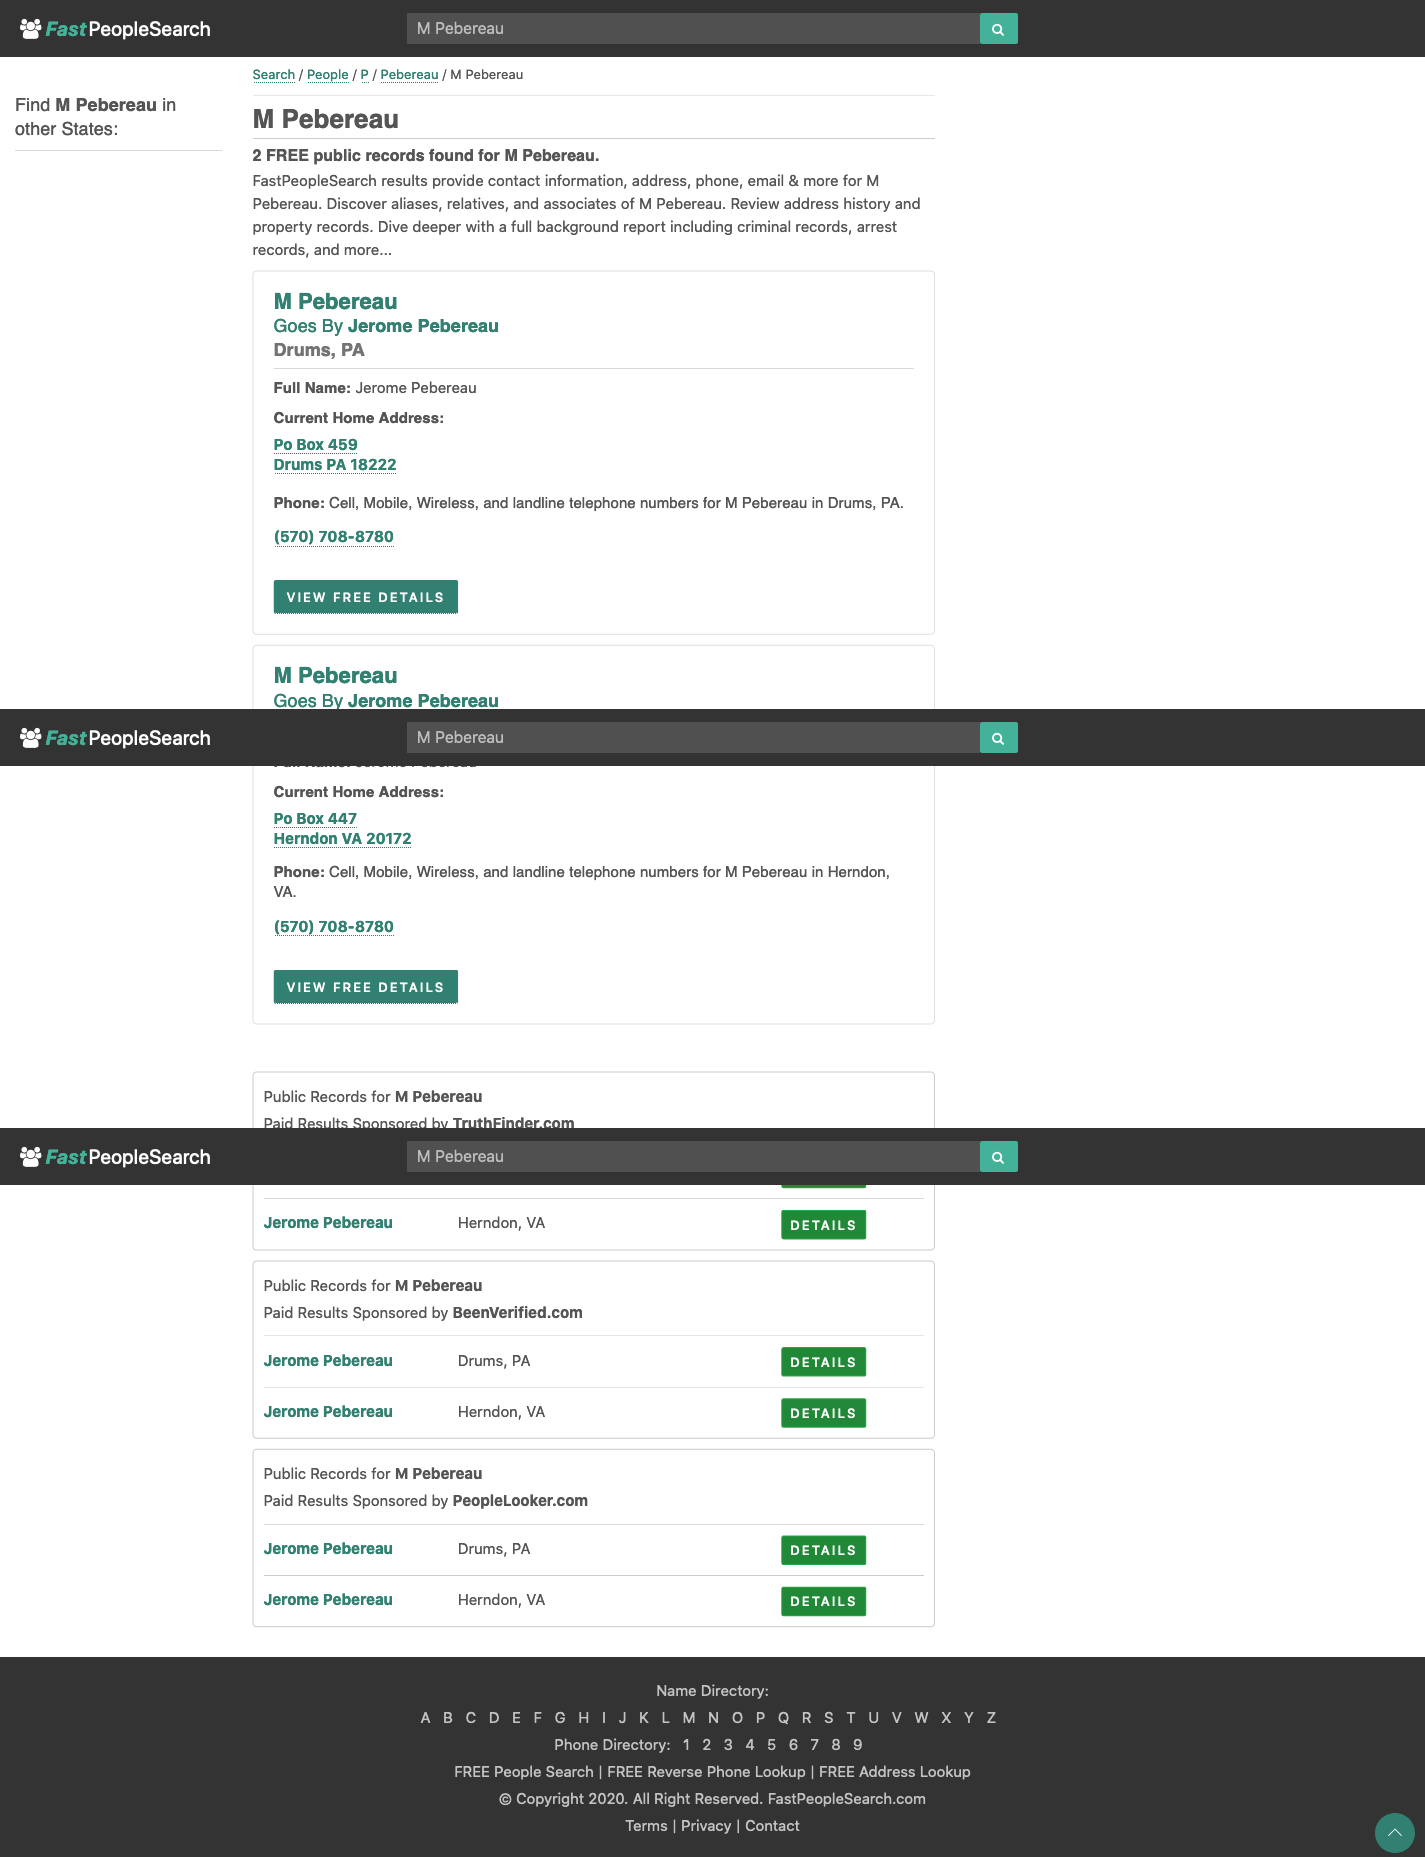 FastPeopleSearch
M Pebereau
Search / People / P / Pebereau / M Pebereau
Find M Pebereau in
other States:
M Pebereau
2 FREE public records found for M Pebereau.
FastPeopleSearch results provide contact information, address, phone, email & more for M
Pebereau. Discover aliases, relatives, and associates of M Pebereau. Review address history and
property records. Dive deeper with a full background report including criminal records, arrest
records, and more...
M Pebereau
Goes By Jerome Pebereau
Drums, PA
Full Name: Jerome Pebereau
Current Home Address:
Po Box 459
Drums PA 18222
Phone: Cell, Mobile, Wireless, and landline telephone numbers for M Pebereau in Drums, PA.
(570) 708-8780
VIEW FREE DETAILS
M Pebereau
Goes By Jerome Pebereau
FastPeopleSearch
M Pebereau
Current Home Address:
Po Box 447
Herndon VA 20172
Phone: Cell, Mobile, Wireless, and landline telephone numbers for M Pebereau in Herndon,
VA.
(570) 708-8780
VIEW FREE DETAILS
Public Records for M Pebereau
Paid Results Sponsored by TruthFinder.com
FastPeopleSearch
M Pebereau
Jerome Pebereau Herndon, VA DETAILS
Public Records for M Pebereau
Paid Results Sponsored by BeenVerified.com
Jerome Pebereau Drums, PA DETAILS
Jerome Pebereau Herndon, VA DETAILS
Public Records for M Pebereau
Paid Results Sponsored by PeopleLooker.com
Jerome Pebereau Drums, PA DETAILS
Jerome Pebereau Herndon, VA DETAILS
Name Directory:
A B C D E F G H I J K L M N O P Q R S T U V W X Y Z
Phone Directory: 1 2 3 4 5 6 7 8 9
FREE People Search | FREE Reverse Phone Lookup | FREE Address Lookup
© Copyright 2020. All Right Reserved. FastPeopleSearch.com
Terms | Privacy | Contact